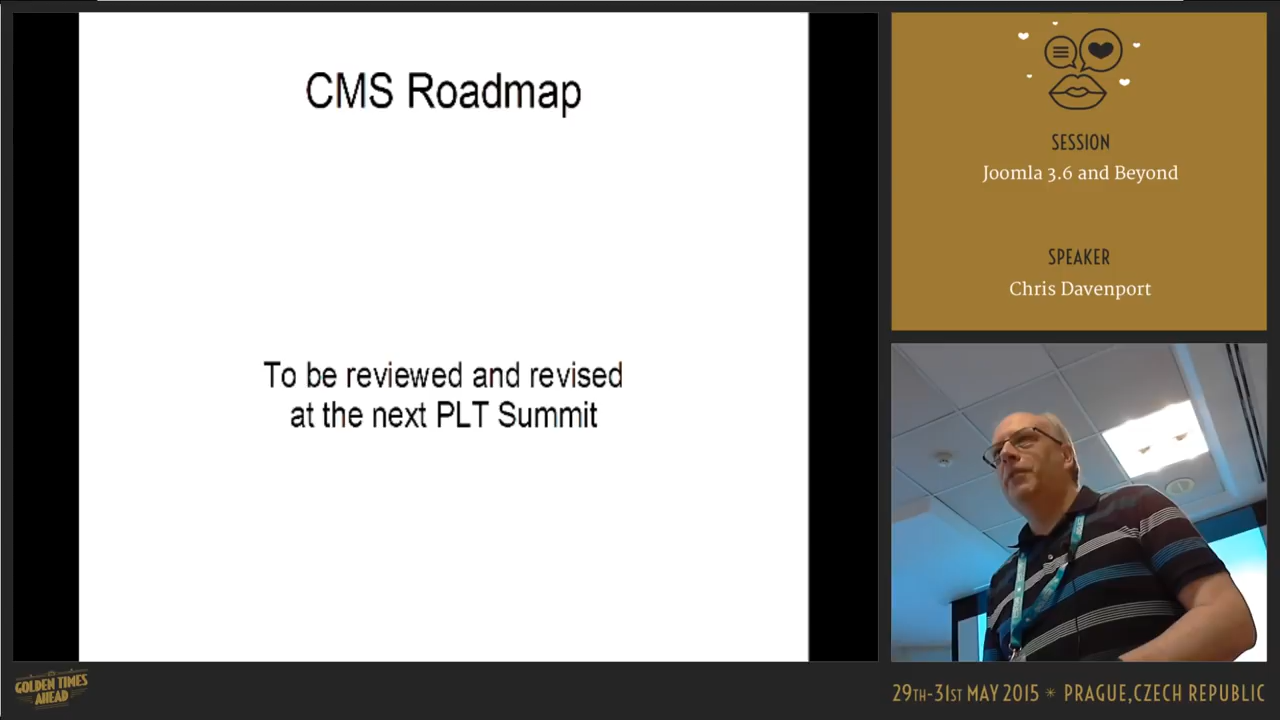 CMS Roadmap
To be reviewed and revised
at the next PLT Summit
SESSION
Joomla 3.6 and Beyond
SPEAKER
Chris Davenport
GOLDEN TIMES
AHEAD
29TH-31ST MAY 2015 * PRAGUE,CZECH REPUBLIC